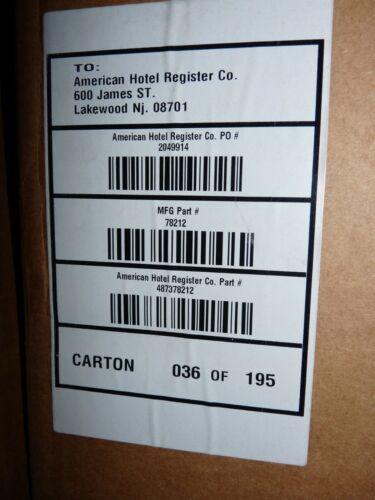 TO:
American Hotel Register Co.
600 James ST.
Lakewood Nj. 08701
American Hotel Register Co. PO #
2049914
MFG Part #
78212
American Hotel Register Co. Part #
487378212
CARTON 036 OF 195